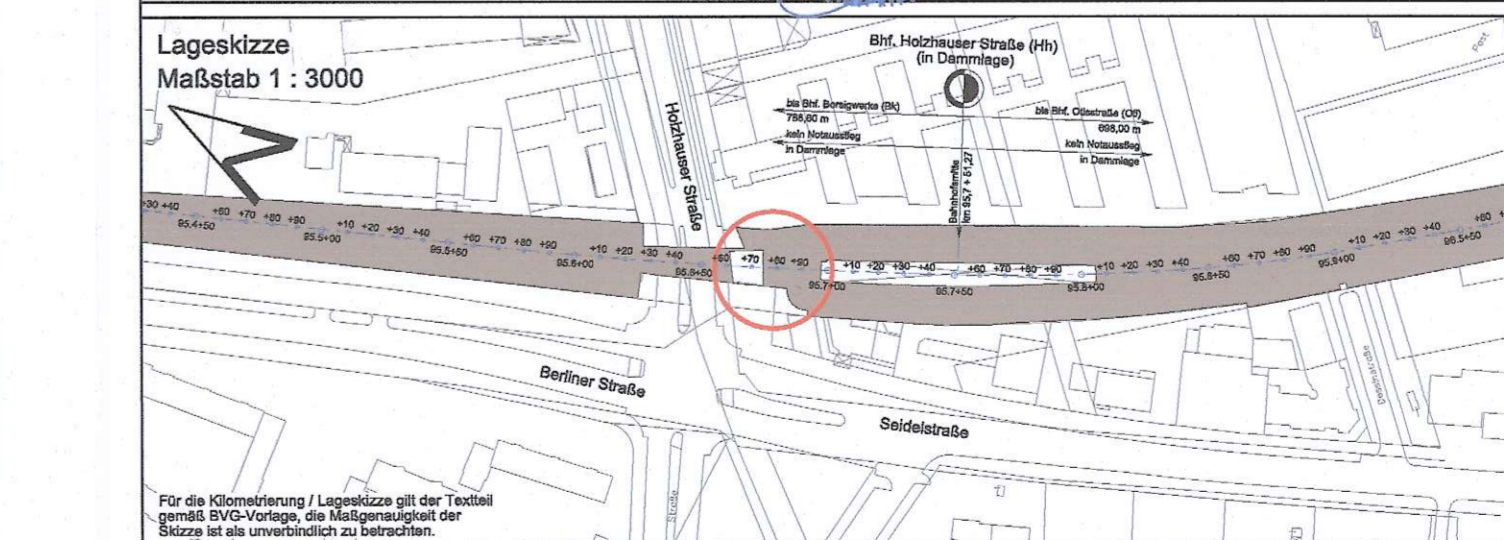 Lageskizze
Maßstab 1 : 3000
Bhf. Holzhauser Straße (Hh)
(in Dammlage)
bis Bhf. Borsigwerke (Bk)
788,60 m
kein Notausstieg
in Dammlage
bis Bhf. Otisstraße (Ot)
698,00 m
kein Notausstieg
in Dammlage
Holzhauser Straße
Bahnhofsmitte
km 95,7 + 51,27
+30 +40
+60 +70 +80 +90
+10 +20 +30 +40
+60 +70 +80 +90
+10 +20 +30 +40
+60 +70 +80 +90
+10 +20 +30 +40
+60 +70 +80 +90
+10 +20 +30 +40
+60 +70 +80 +90
+10 +20 +30 +40
95.4+50
95.5+00
95.5+50
95.6+00
95.6+50
95.7+00
95.7+50
95.8+00
95.8+50
95.9+00
Berliner Straße
Seidelstraße
Straße
Für die Kilometrierung / Lageskizze gilt der Textteil
gemäß BVG-Vorlage, die Maßgenauigkeit der
Skizze ist als unverbindlich zu betrachten.